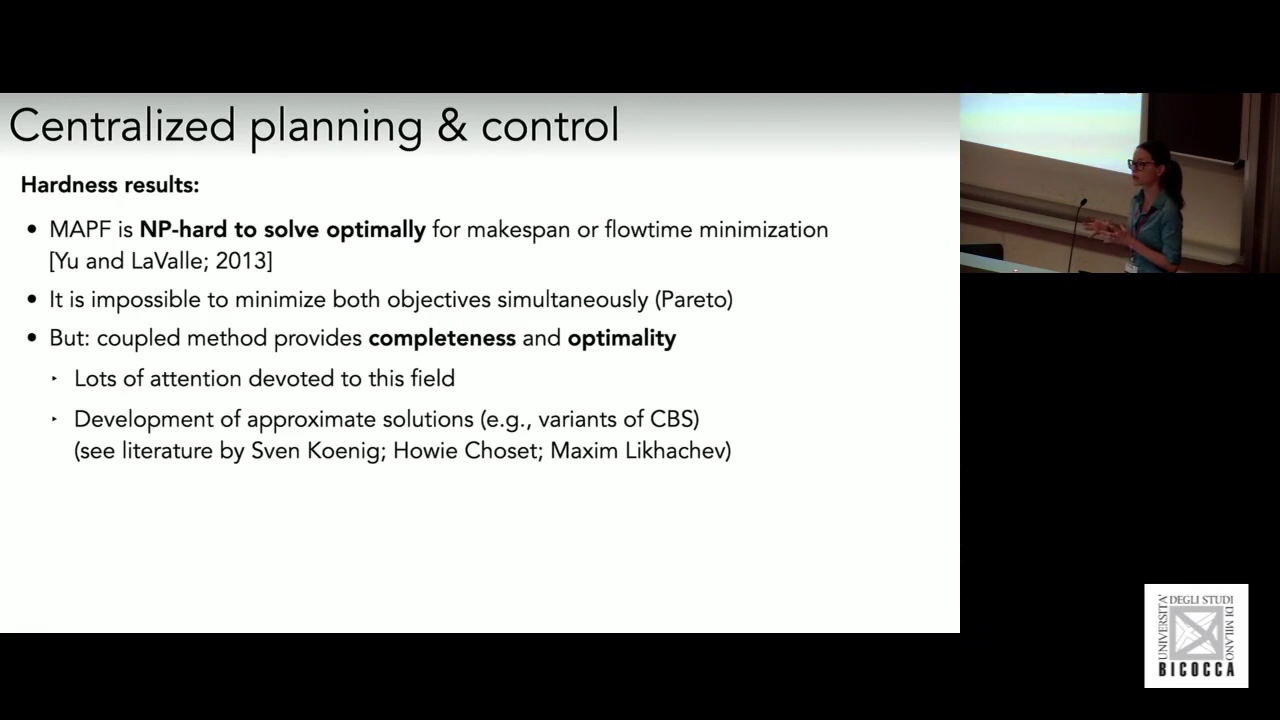 Centralized planning & control
Hardness results:
• MAPF is NP-hard to solve optimally for makespan or flowtime minimization
[Yu and LaValle; 2013]
• It is impossible to minimize both objectives simultaneously (Pareto)
• But: coupled method provides completeness and optimality
‣ Lots of attention devoted to this field
‣ Development of approximate solutions (e.g., variants of CBS)
(see literature by Sven Koenig; Howie Choset; Maxim Likhachev)
UNIVERSITA'
DEGLI STUDI
DI MILANO
BICOCCA